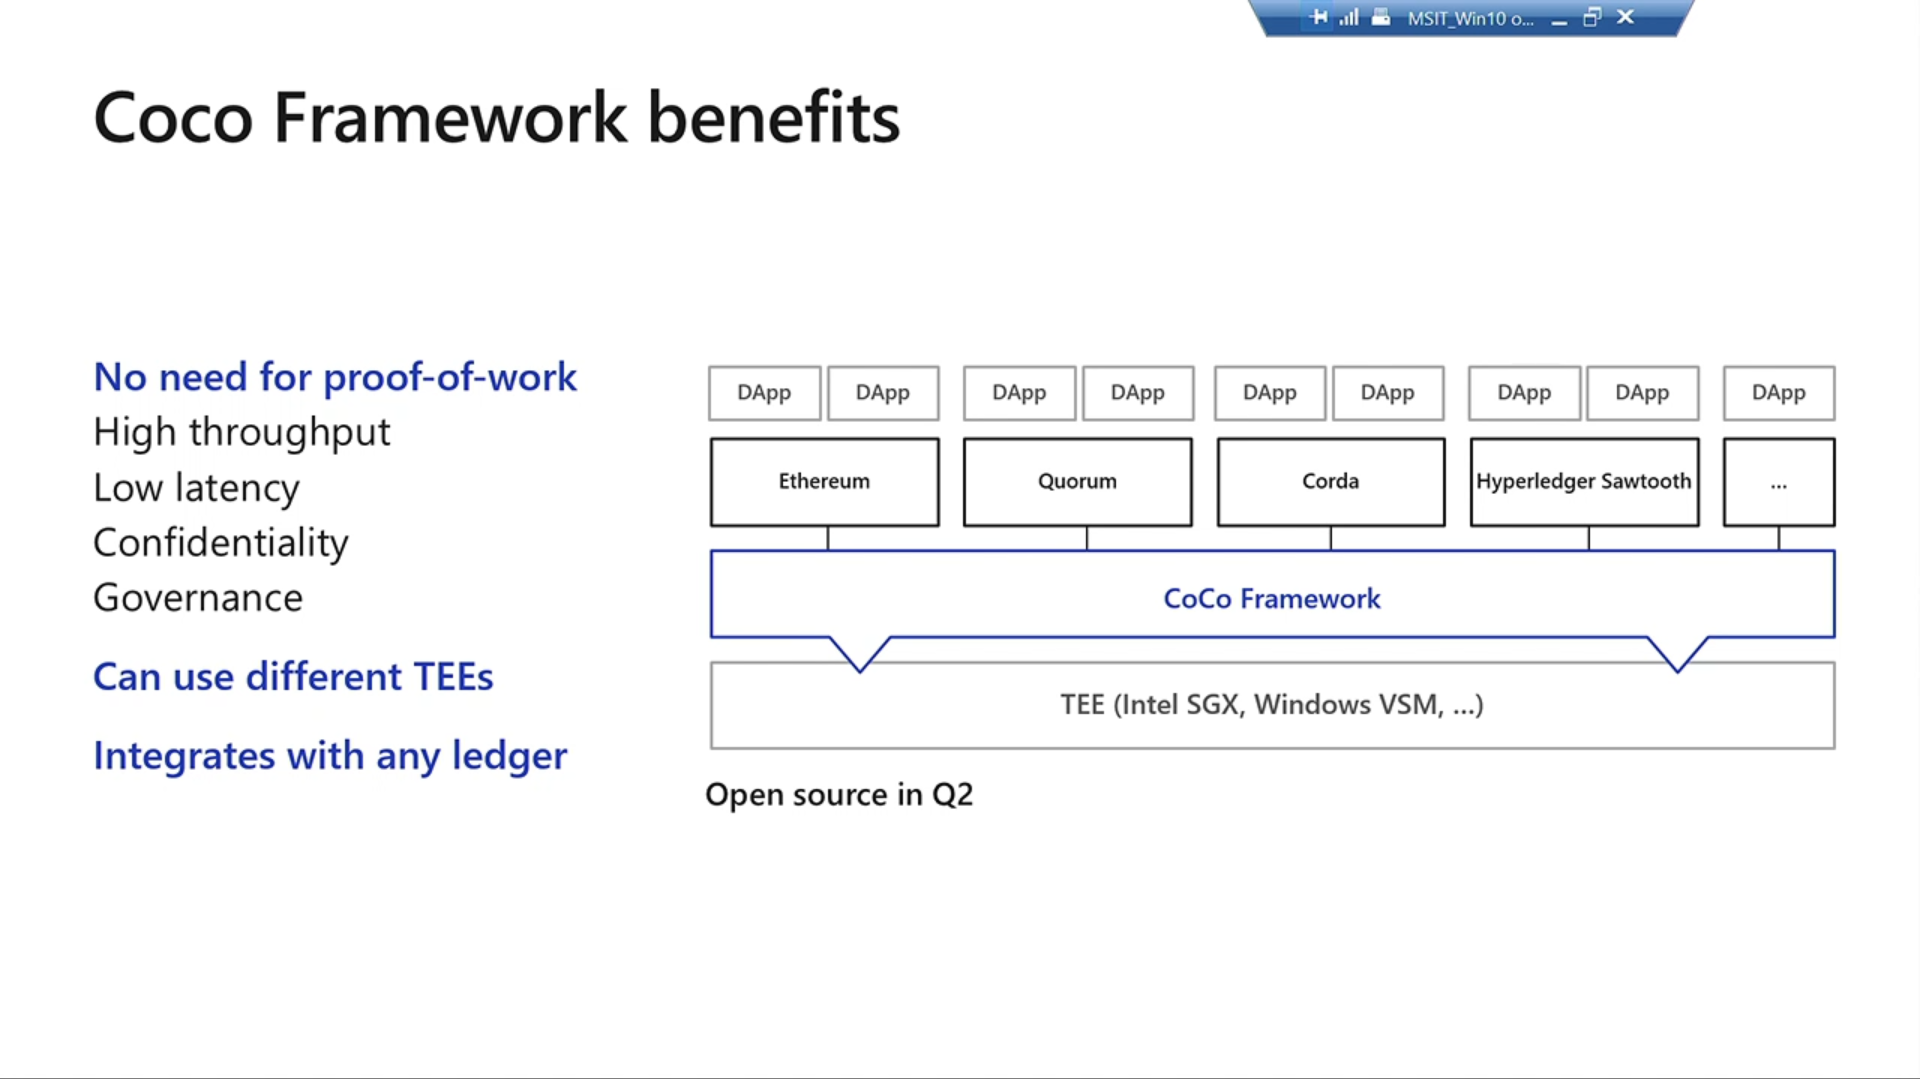 MSIT_Win10 o...
Coco Framework benefits
No need for proof-of-work
High throughput
Low latency
Confidentiality
Governance
Can use different TEEs
Integrates with any ledger
DApp DApp DApp DApp DApp DApp DApp DApp DApp
Ethereum Quorum Corda Hyperledger Sawtooth ...
CoCo Framework
TEE (Intel SGX, Windows VSM, ...)
Open source in Q2